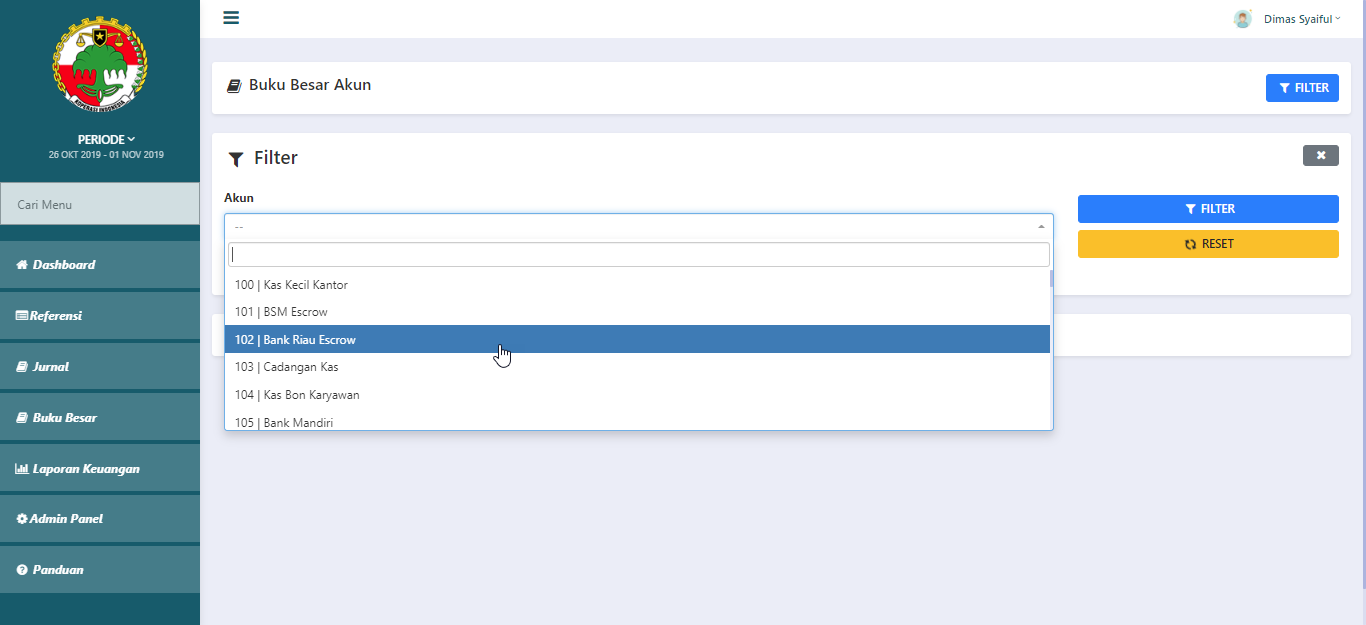 Dimas Syaiful
KOPERASI INDONESIA
PERIODE
26 OKT 2019 - 01 NOV 2019
Cari Menu
Dashboard
Referensi
Jurnal
Buku Besar
Laporan Keuangan
Admin Panel
Panduan
Buku Besar Akun
FILTER
Filter
Akun
--
100 | Kas Kecil Kantor
101 | BSM Escrow
102 | Bank Riau Escrow
103 | Cadangan Kas
104 | Kas Bon Karyawan
105 | Bank Mandiri
FILTER
RESET